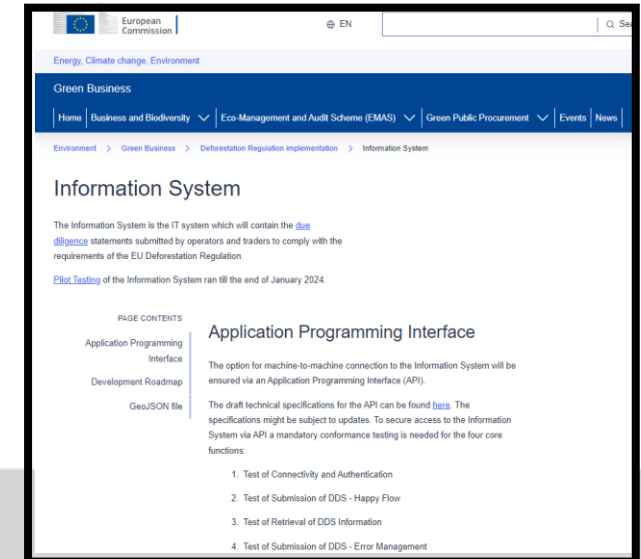 European
Commission
EN
Energy, Climate change, Environment
Green Business
Home Business and Biodiversity Eco-Management and Audit Scheme (EMAS) Green Public Procurement Events News
Environment > Green Business > Deforestation Regulation implementation > Information System
Information System
The Information System is the IT system which will contain the due
diligence statements submitted by operators and traders to comply with the
requirements of the EU Deforestation Regulation.
Pilot Testing of the Information System ran till the end of January 2024.
PAGE CONTENTS
Application Programming
Interface
Development Roadmap
GeoJSON file
Application Programming Interface
The option for machine-to-machine connection to the Information System will be
ensured via an Application Programming Interface (API).
The draft technical specifications for the API can be found here. The
specifications might be subject to updates. To secure access to the Information
System via API a mandatory conformance testing is needed for the four core
functions:
1. Test of Connectivity and Authentication
2. Test of Submission of DDS - Happy Flow
3. Test of Retrieval of DDS Information
4. Test of Submission of DDS - Error Management